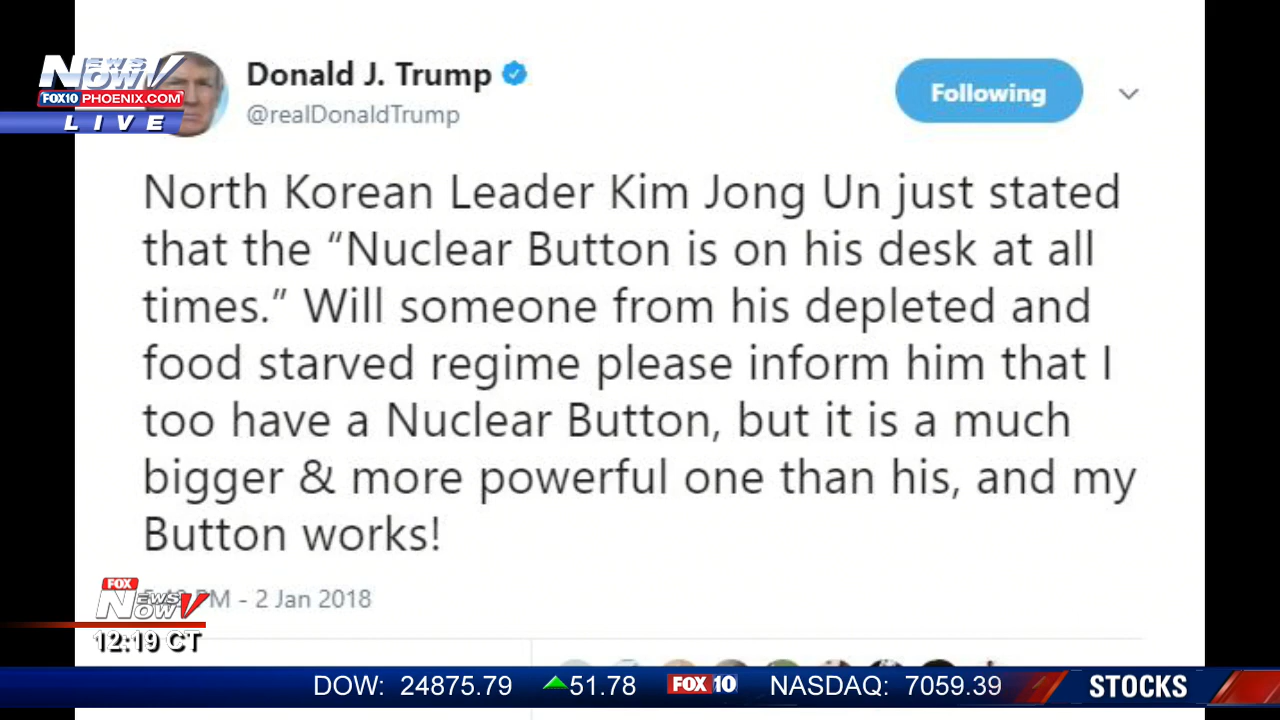 NEWS
NOW
FOX10 PHOENIX.COM
LIVE
Donald J. Trump
@realDonaldTrump
Following
North Korean Leader Kim Jong Un just stated
that the “Nuclear Button is on his desk at all
times.” Will someone from his depleted and
food starved regime please inform him that I
too have a Nuclear Button, but it is a much
bigger & more powerful one than his, and my
Button works!
PM - 2 Jan 2018
FOX
NEWS
NOW
12:19 CT
DOW: 24875.79 51.78 FOX 10 NASDAQ: 7059.39 STOCKS